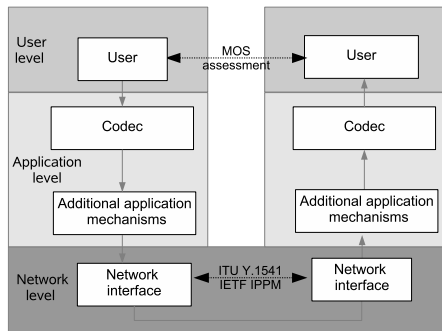 User
level
User
MOS
assessment
User
Codec
Codec
Application
level
Additional application
mechanisms
Additional application
mechanisms
Network
level
Network
interface
ITU Y.1541
IETF IPPM
Network
interface